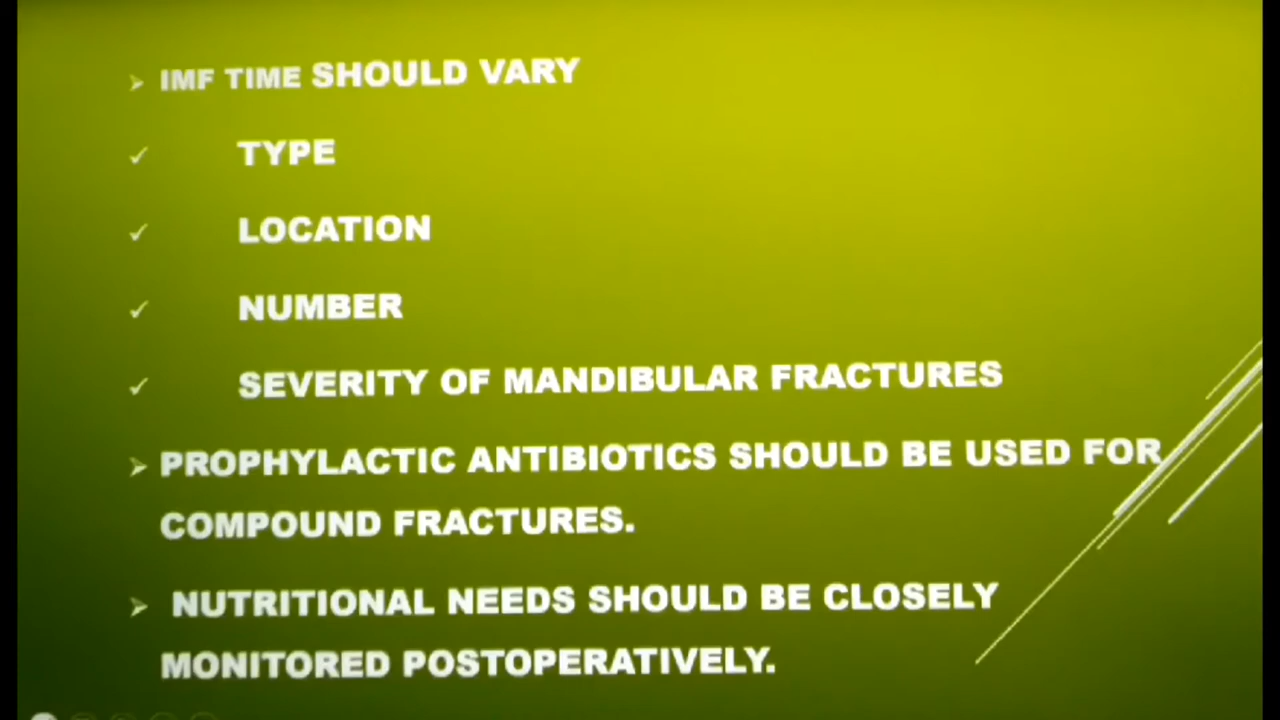 IMF TIME SHOULD VARY
TYPE
LOCATION
NUMBER
SEVERITY OF MANDIBULAR FRACTURES
PROPHYLACTIC ANTIBIOTICS SHOULD BE USED FOR
COMPOUND FRACTURES.
NUTRITIONAL NEEDS SHOULD BE CLOSELY
MONITORED POSTOPERATIVELY.